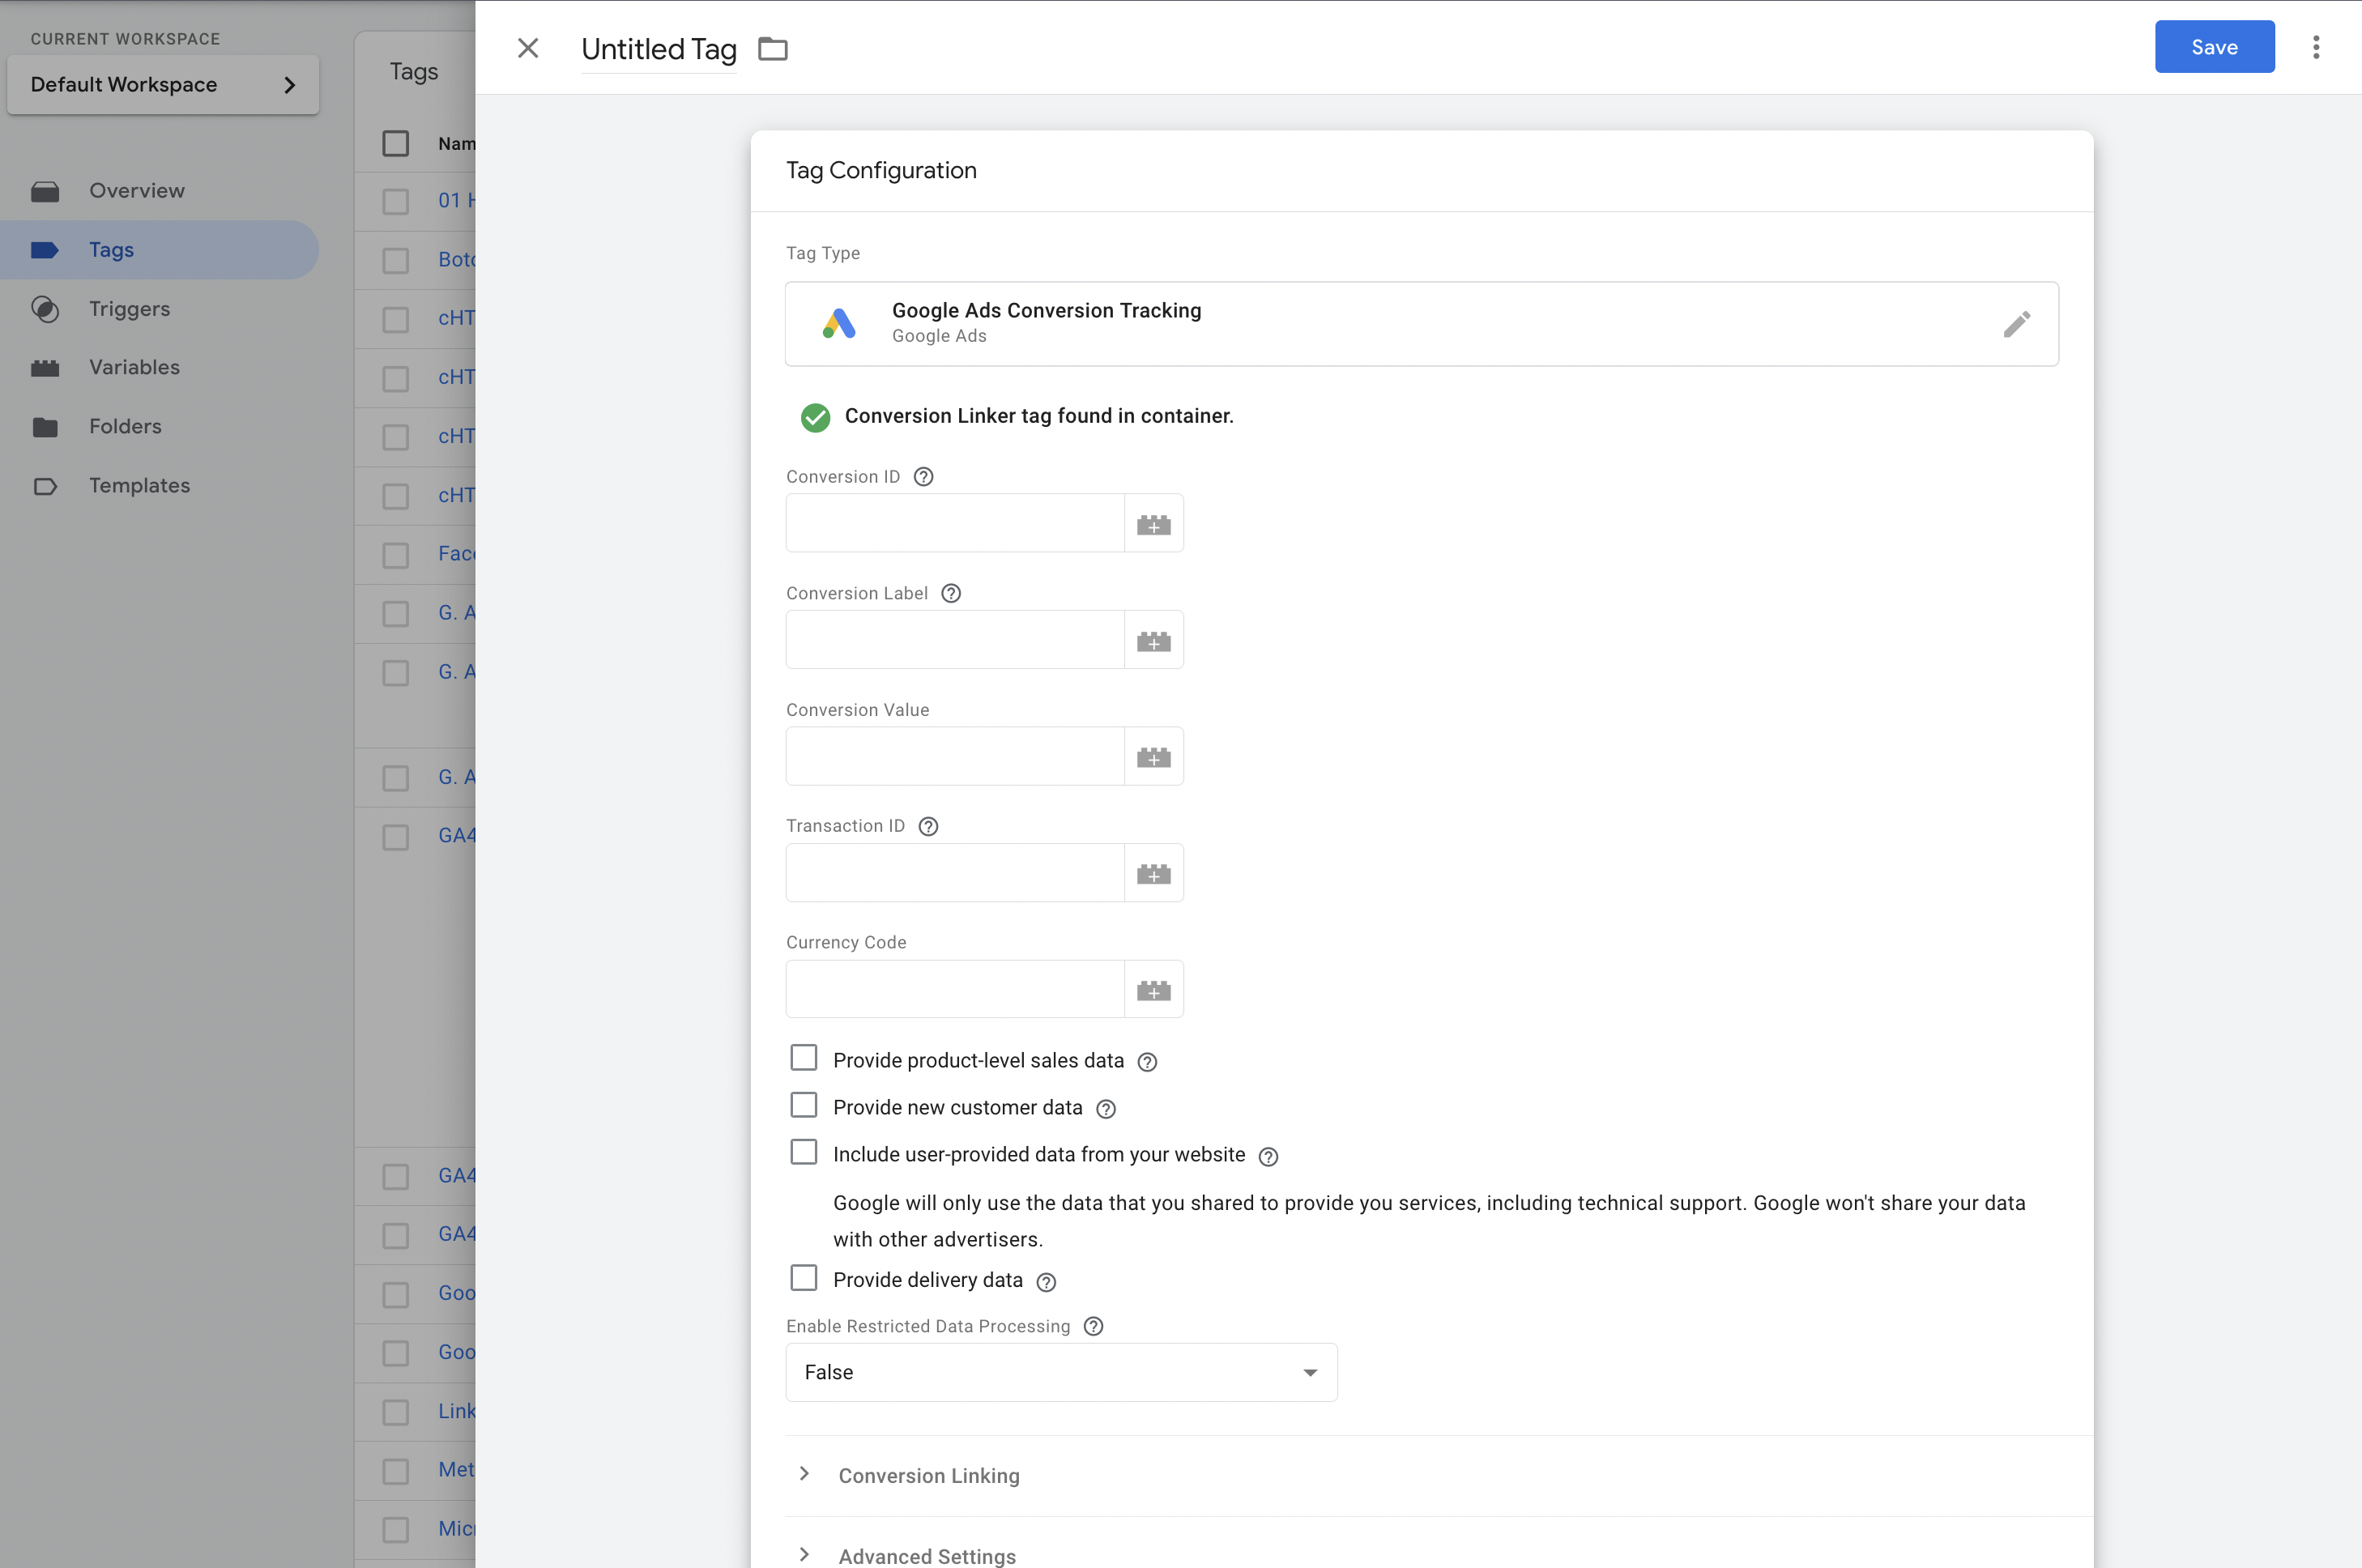 CURRENT WORKSPACE
Default Workspace
Overview
Tags
Triggers
Variables
Folders
Templates
Tags
Nam
01 H
Boto
cHT
cHT
cHT
cHT
Face
G. A
G. A
G. A
GA4
GA4
GA4
Goo
Goo
Link
Met
Micr
Untitled Tag
Save
Tag Configuration
Tag Type
Google Ads Conversion Tracking
Google Ads
Conversion Linker tag found in container.
Conversion ID
Conversion Label
Conversion Value
Transaction ID
Currency Code
Provide product-level sales data
Provide new customer data
Include user-provided data from your website
Google will only use the data that you shared to provide you services, including technical support. Google won't share your data
with other advertisers.
Provide delivery data
Enable Restricted Data Processing
False
Conversion Linking
Advanced Settings